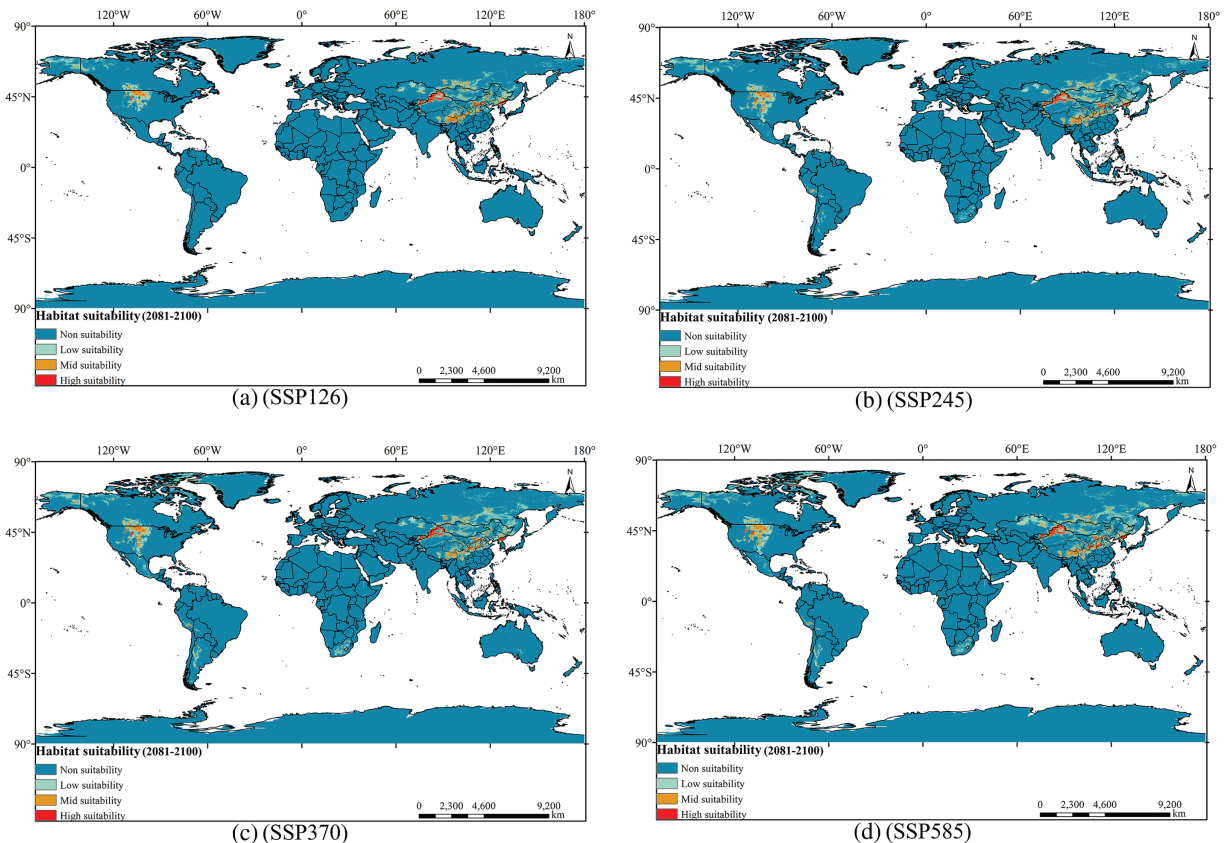 120°W 60°W 0° 60°E 120°E 180°
90°
45°N
0°
45°S
90°
N
Habitat suitability (2081-2100)
Non suitability
Low suitability
Mid suitability
High suitability
0 2,300 4,600 9,200
km
(a) (SSP126)
120°W 60°W 0° 60°E 120°E 180°
90°
45°N
0°
45°S
90°
N
Habitat suitability (2081-2100)
Non suitability
Low suitability
Mid suitability
High suitability
0 2,300 4,600 9,200
km
(b) (SSP245)
120°W 60°W 0° 60°E 120°E 180°
90°
45°N
0°
45°S
90°
N
Habitat suitability (2081-2100)
Non suitability
Low suitability
Mid suitability
High suitability
0 2,300 4,600 9,200
km
(c) (SSP370)
120°W 60°W 0° 60°E 120°E 180°
90°
45°N
0°
45°S
90°
N
Habitat suitability (2081-2100)
Non suitability
Low suitability
Mid suitability
High suitability
0 2,300 4,600 9,200
km
(d) (SSP585)